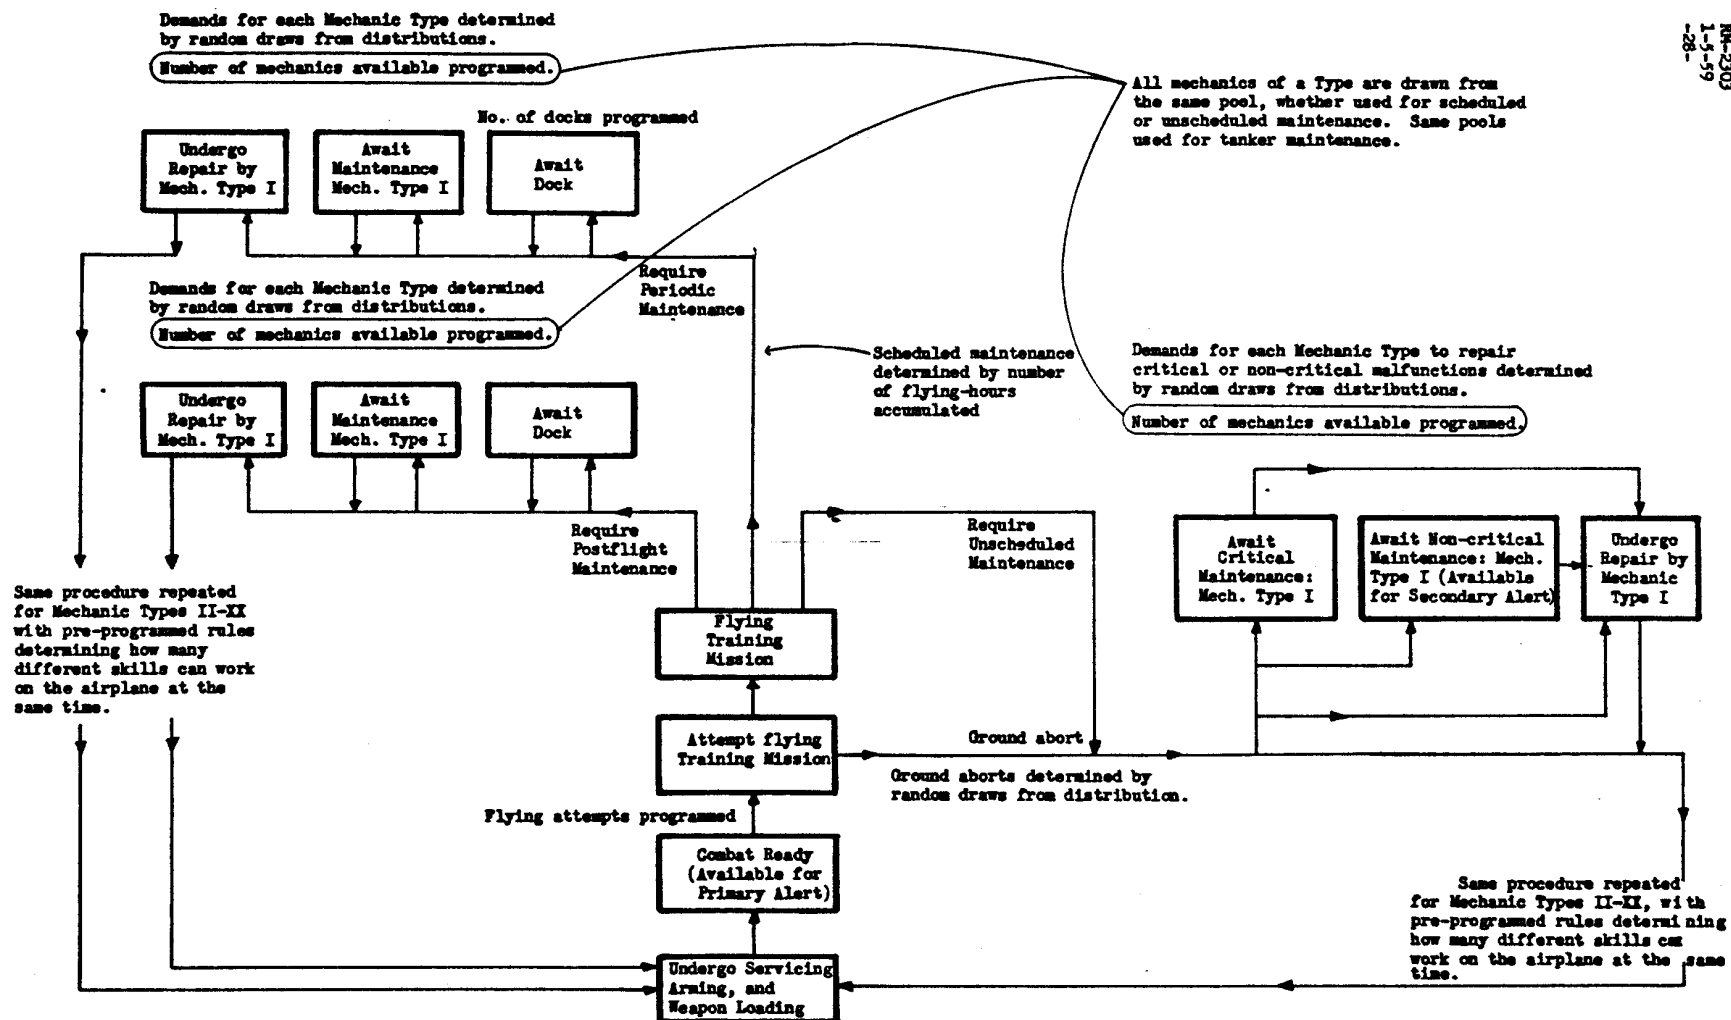 RM-2303
1-5-59
-28-
Demands for each Mechanic Type determined
by random draws from distributions.
Number of mechanics available programmed.
All mechanics of a Type are drawn from
the same pool, whether used for scheduled
or unscheduled maintenance. Same pools
used for tanker maintenance.
No. of docks programmed
Undergo
Repair by
Mech. Type I
Await
Maintenance
Mech. Type I
Await
Dock
Require
Periodic
Maintenance
Demands for each Mechanic Type determined
by random draws from distributions.
Number of mechanics available programmed.
Scheduled maintenance
determined by number
of flying-hours
accumulated
Demands for each Mechanic Type to repair
critical or non-critical malfunctions determined
by random draws from distributions.
Number of mechanics available programmed.
Undergo
Repair by
Mech. Type I
Await
Maintenance
Mech. Type I
Await
Dock
Require
Postflight
Maintenance
Require
Unscheduled
Maintenance
Await
Critical
Maintenance:
Mech. Type I
Await Non-critical
Maintenance: Mech.
Type I (Available
for Secondary Alert)
Undergo
Repair by
Mechanic
Type I
Same procedure repeated
for Mechanic Types II-XX
with pre-programmed rules
determining how many
different skills can work
on the airplane at the
same time.
Flying
Training
Mission
Attempt flying
Training Mission
Ground abort
Ground aborts determined by
random draws from distribution.
Flying attempts programmed
Combat Ready
(Available for
Primary Alert)
Same procedure repeated
for Mechanic Types II-XX, with
pre-programmed rules determining
how many different skills can
work on the airplane at the same
time.
Undergo Servicing
Arming, and
Weapon Loading